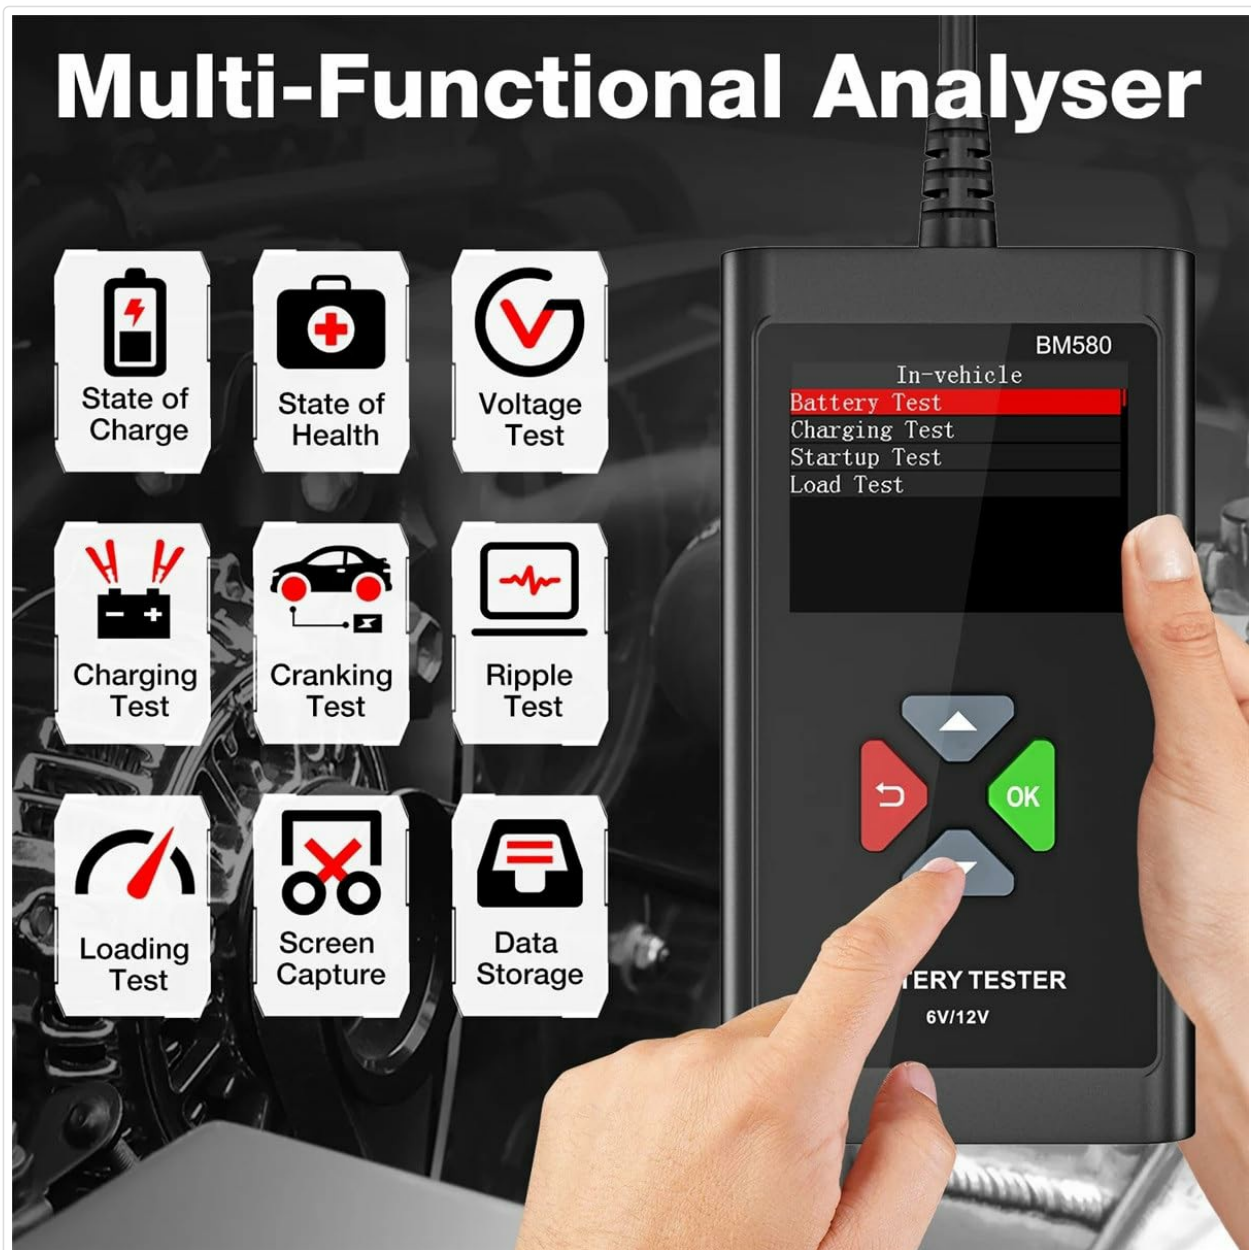 Multi-Functional Analyser
State of
Charge
State of
Health
Voltage
Test
Charging
Test
Cranking
Test
Ripple
Test
Loading
Test
Screen
Capture
Data
Storage
BM580
In-vehicle
Battery Test
Charging Test
Startup Test
Load Test
OK
TERY TESTER
6V/12V